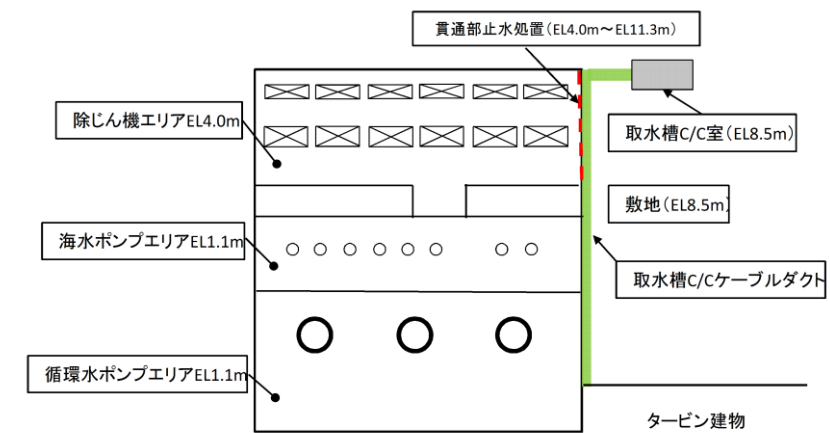 貫通部止水処置（EL4.0m～EL11.3m）
除じん機エリアEL4.0m
取水槽C/C室（EL8.5m）
敷地（EL8.5m）
海水ポンプエリアEL1.1m
取水槽C/Cケーブルダクト
循環水ポンプエリアEL1.1m
タービン建物